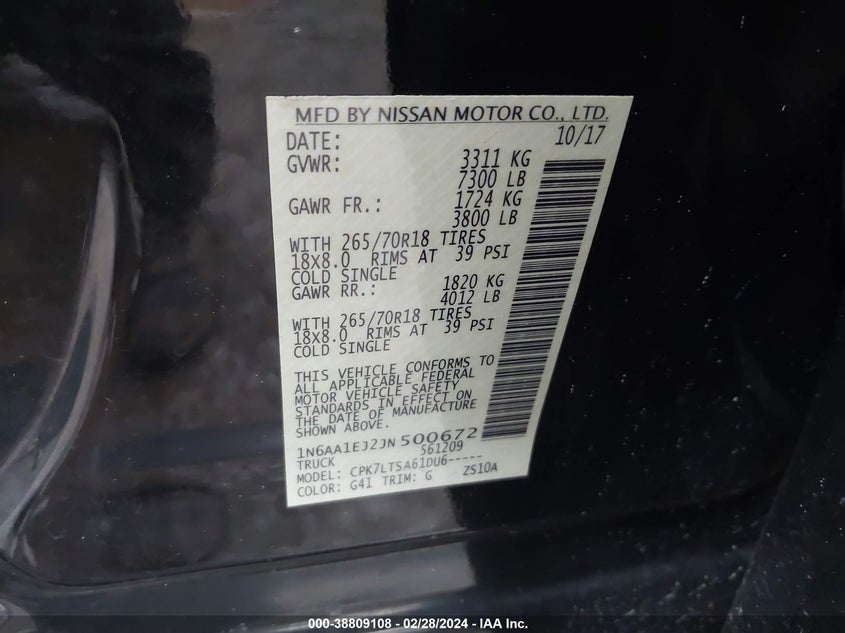 MFD BY NISSAN MOTOR CO., LTD.
DATE: 10/17
GVWR: 3311 KG
7300 LB
GAWR FR.: 1724 KG
3800 LB
WITH 265/70R18 TIRES
18X8.0 RIMS AT 39 PSI
COLD SINGLE
GAWR RR.: 1820 KG
4012 LB
WITH 265/70R18 TIRES
18X8.0 RIMS AT 39 PSI
COLD SINGLE
THIS VEHICLE CONFORMS TO
ALL APPLICABLE FEDERAL
MOTOR VEHICLE SAFETY
STANDARDS IN EFFECT ON
THE DATE OF MANUFACTURE
SHOWN ABOVE.
1N6AA1EJ2JN500672
TRUCK 561209
MODEL: CPK7LTSA61DU6-----
COLOR: G41 TRIM: G ZS10A
000-38809108 - 02/28/2024 - IAA Inc.